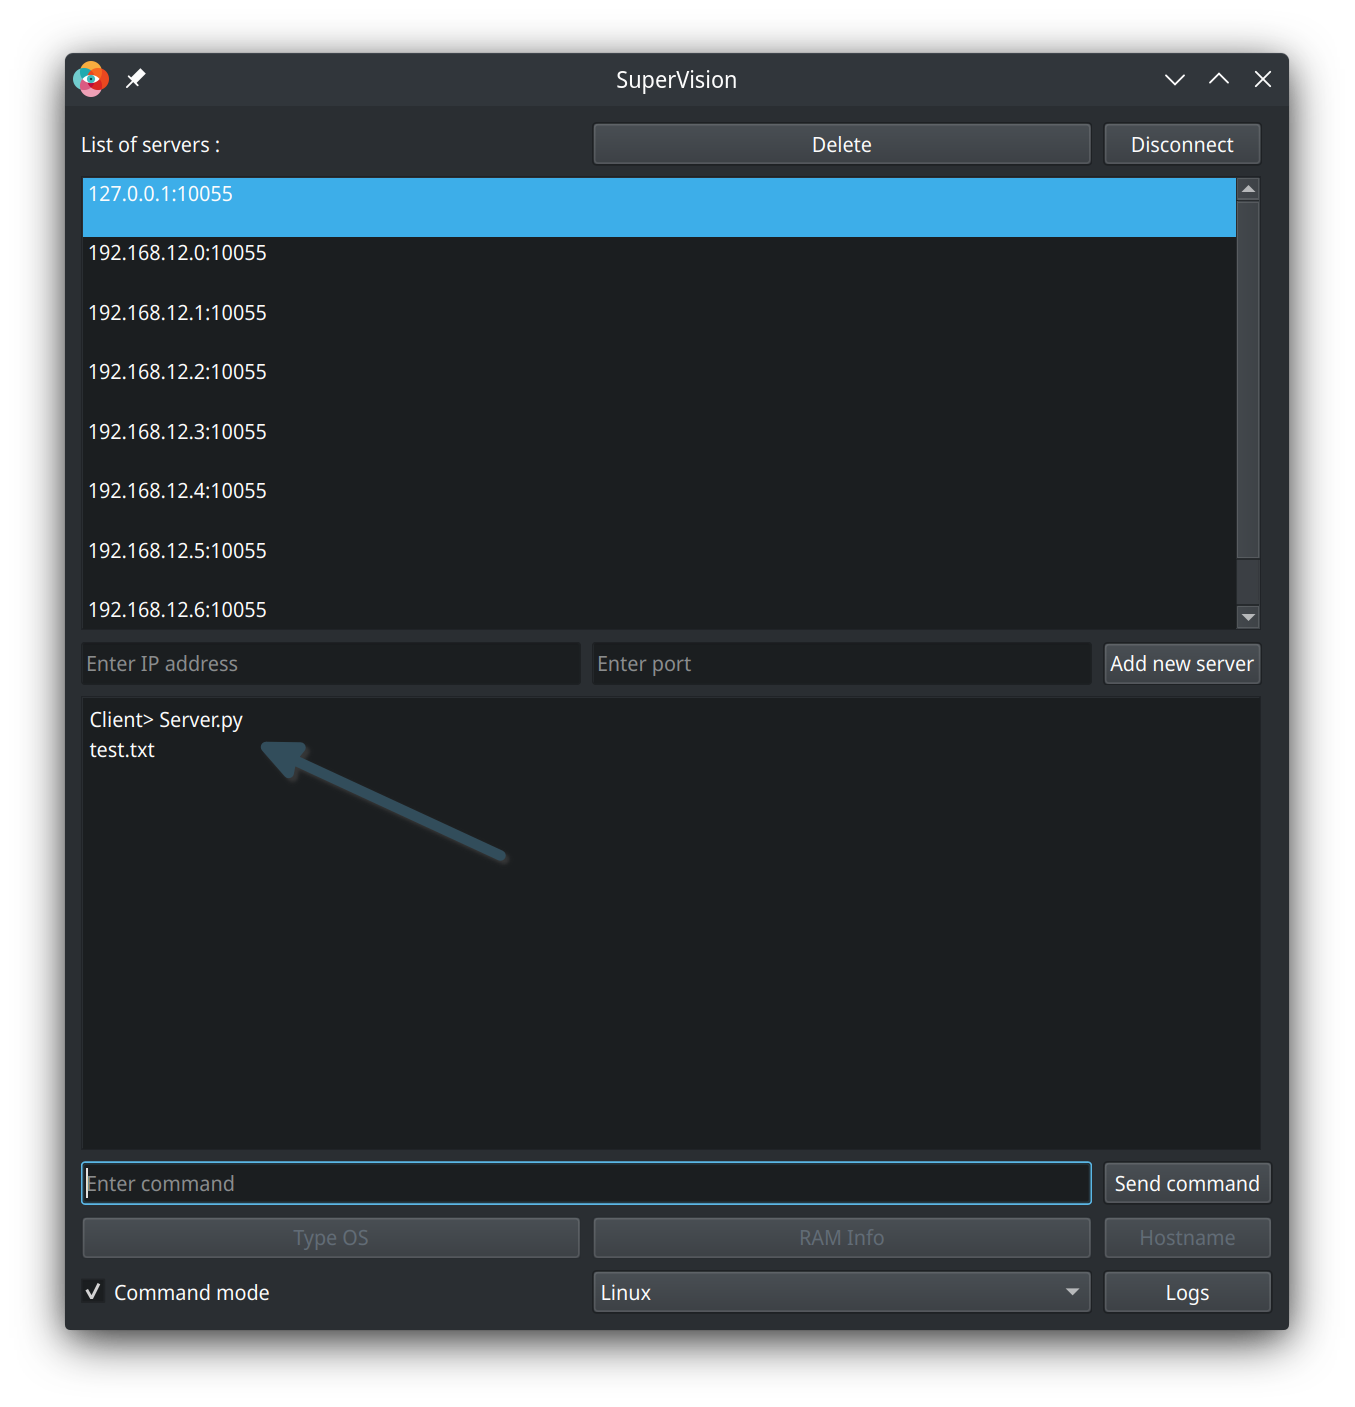 SuperVision
List of servers :
Delete
Disconnect
127.0.0.1:10055
192.168.12.0:10055
192.168.12.1:10055
192.168.12.2:10055
192.168.12.3:10055
192.168.12.4:10055
192.168.12.5:10055
192.168.12.6:10055
Enter IP address
Enter port
Add new server
Client> Server.py
test.txt
Enter command
Send command
Type OS
RAM Info
Hostname
Command mode
Linux
Logs